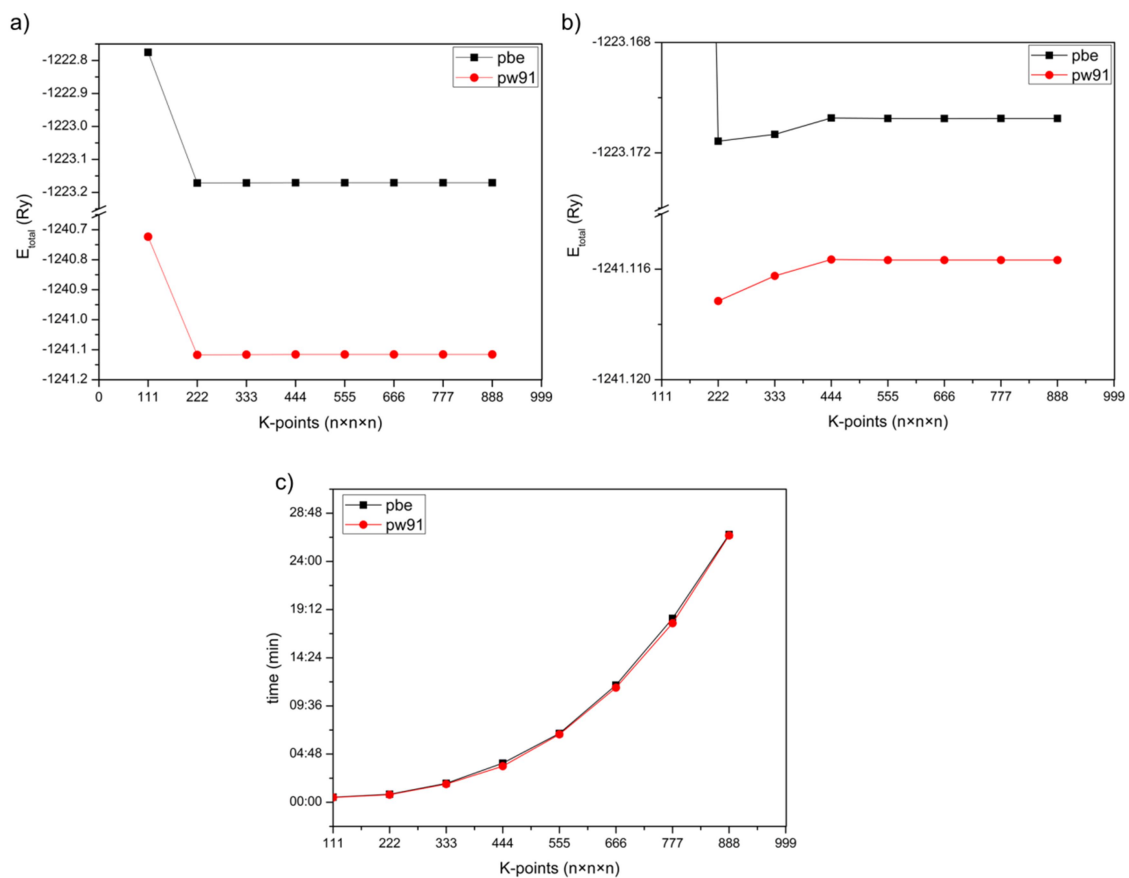 a)
pbe
pw91
-1222.8
-1222.9
-1223.0
-1223.1
-1223.2
-1240.7
-1240.8
-1240.9
-1241.0
-1241.1
-1241.2
E_total (Ry)
0 111 222 333 444 555 666 777 888 999
K-points (n×n×n)
b)
pbe
pw91
-1223.168
-1223.172
-1241.116
-1241.120
E_total (Ry)
111 222 333 444 555 666 777 888 999
K-points (n×n×n)
c)
pbe
pw91
28:48
24:00
19:12
14:24
09:36
04:48
00:00
time (min)
111 222 333 444 555 666 777 888 999
K-points (n×n×n)